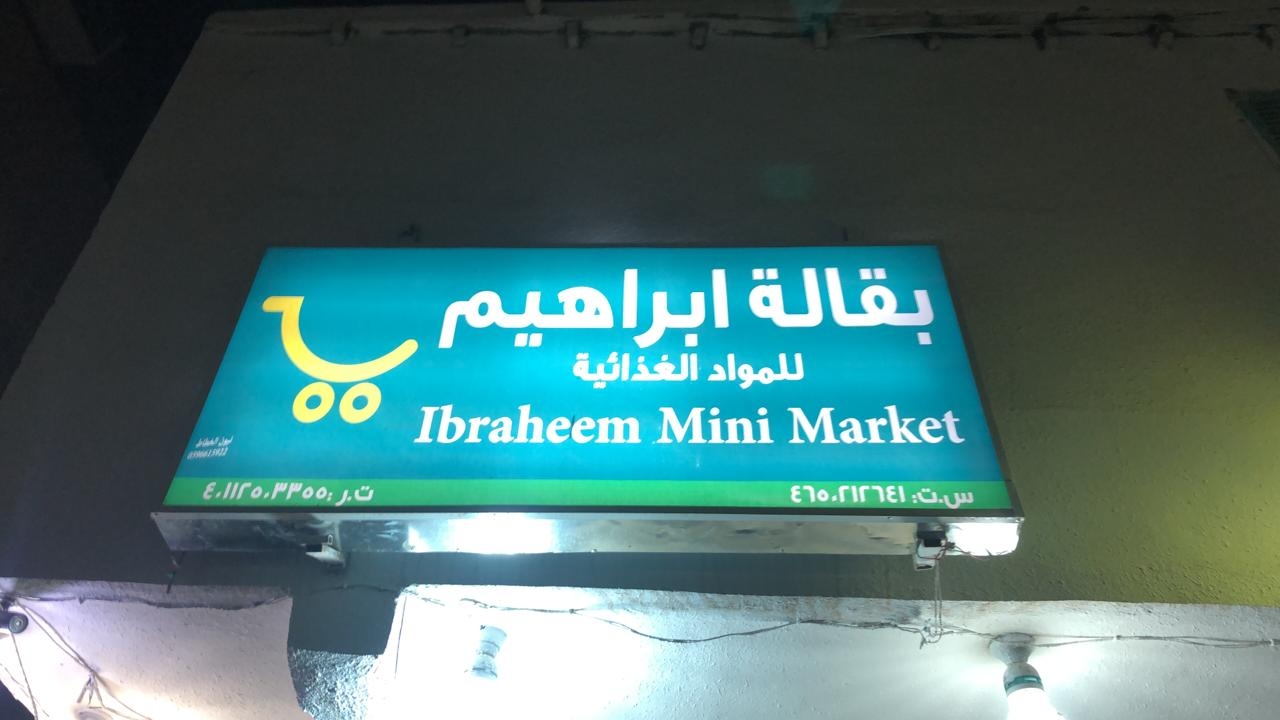 بقالة ابراهيم
للمواد الغذائية
Ibraheem Mini Market
س.ت: ٤٦٥٠٢١٢٦٤١
ت.ر: ٤٠١١٢٥٠٣٣٥٥